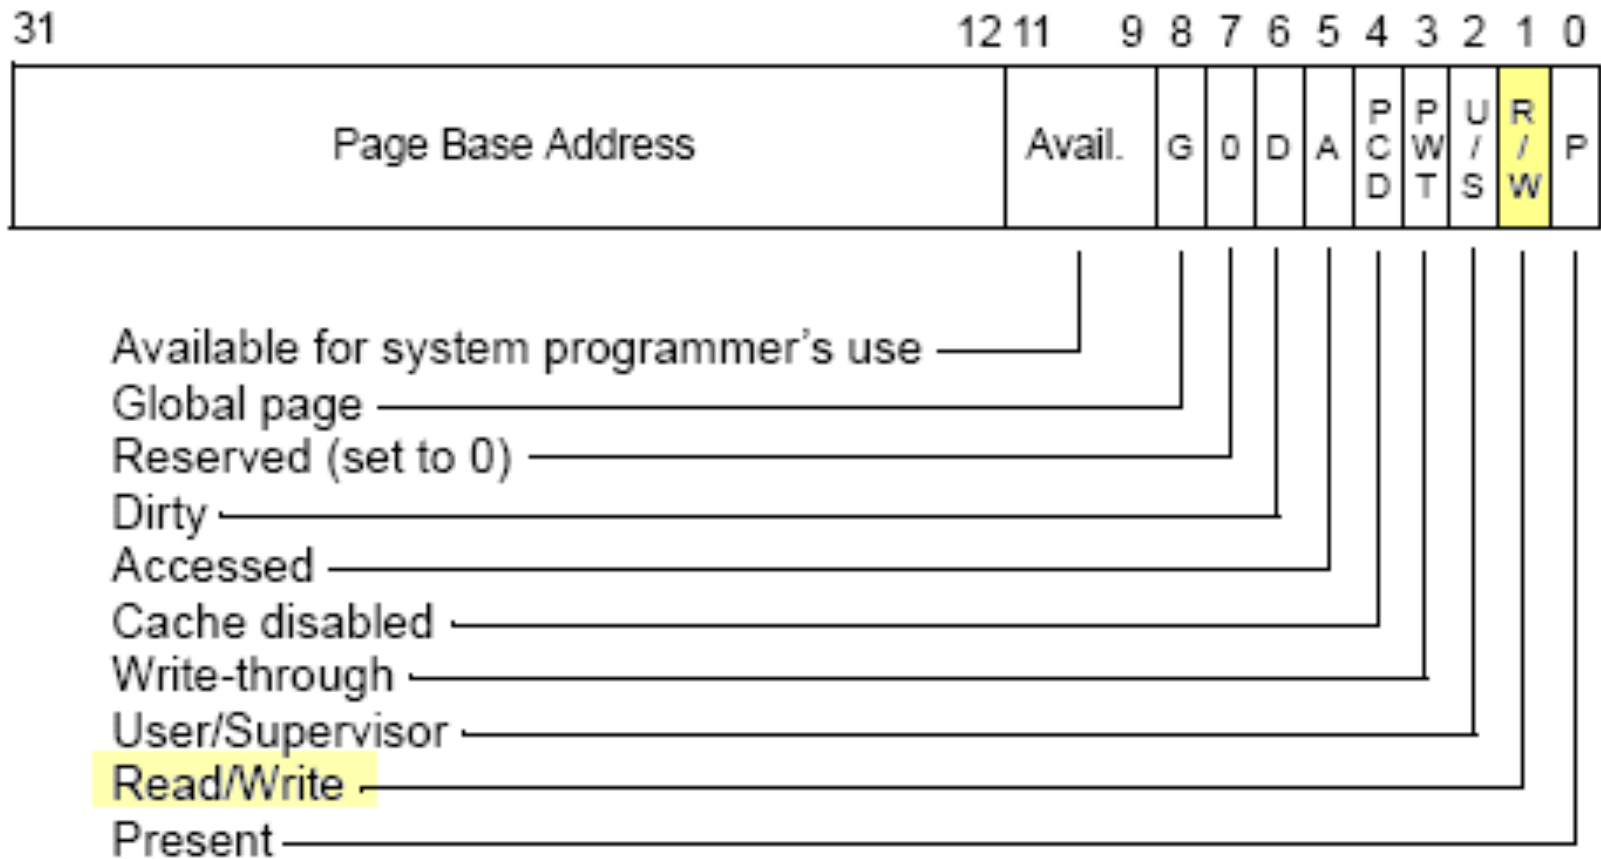 31 12 11 9 8 7 6 5 4 3 2 1 0
Page Base Address Avail. G 0 D A PCD PWT U/S R/W P
Available for system programmer's use
Global page
Reserved (set to 0)
Dirty
Accessed
Cache disabled
Write-through
User/Supervisor
Read/Write
Present